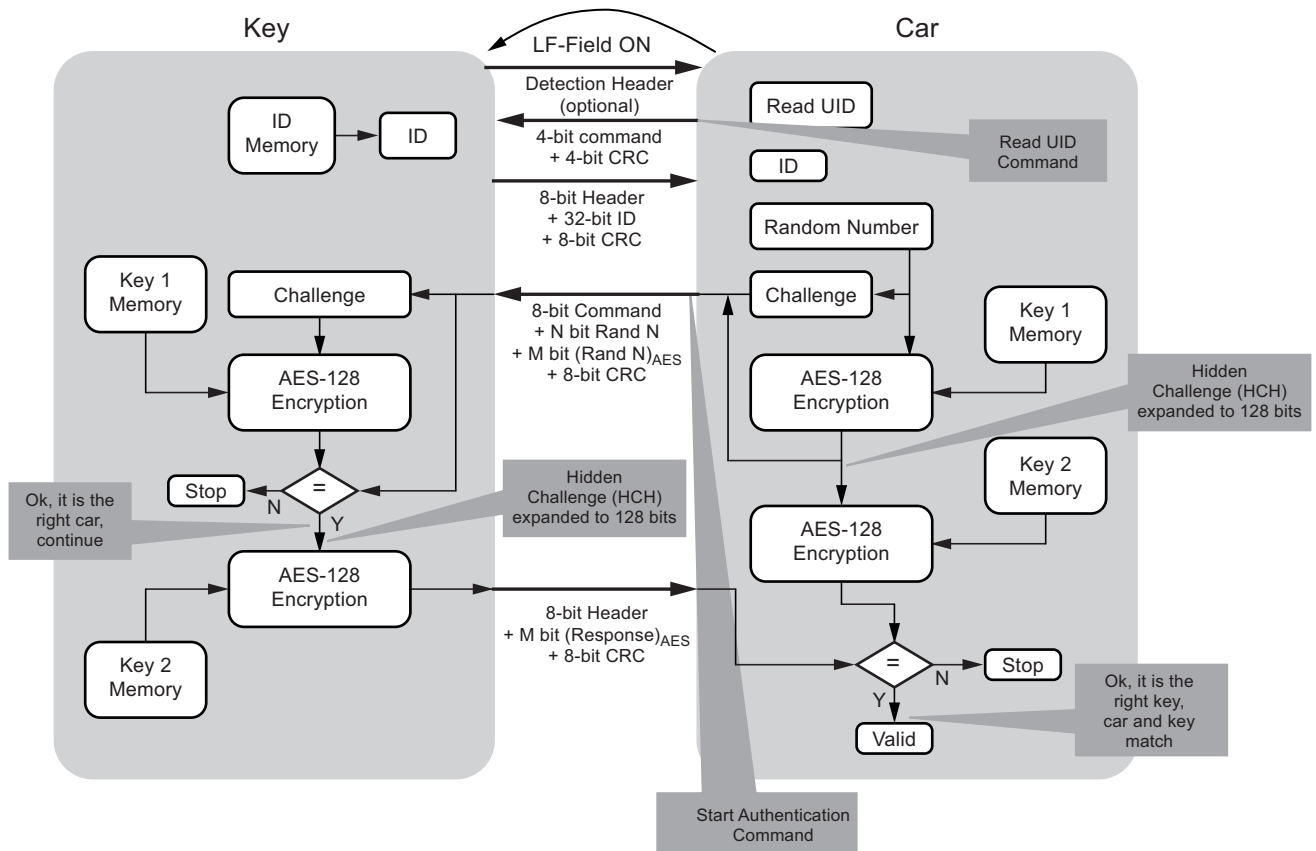 Key
Car
LF-Field ON
Detection Header
(optional)
ID
Memory
ID
Read UID
4-bit command
+ 4-bit CRC
Read UID
Command
ID
8-bit Header
+ 32-bit ID
+ 8-bit CRC
Random Number
Key 1
Memory
Challenge
Challenge
Key 1
Memory
8-bit Command
+ N bit Rand N
+ M bit (Rand N)AES
+ 8-bit CRC
AES-128
Encryption
AES-128
Encryption
Hidden
Challenge (HCH)
expanded to 128 bits
Key 2
Memory
Stop
N
=
Y
Ok, it is the
right car,
continue
Hidden
Challenge (HCH)
expanded to 128 bits
AES-128
Encryption
AES-128
Encryption
8-bit Header
+ M bit (Response)AES
+ 8-bit CRC
Key 2
Memory
=
N
Stop
Y
Valid
Ok, it is the
right key,
car and key
match
Start Authentication
Command